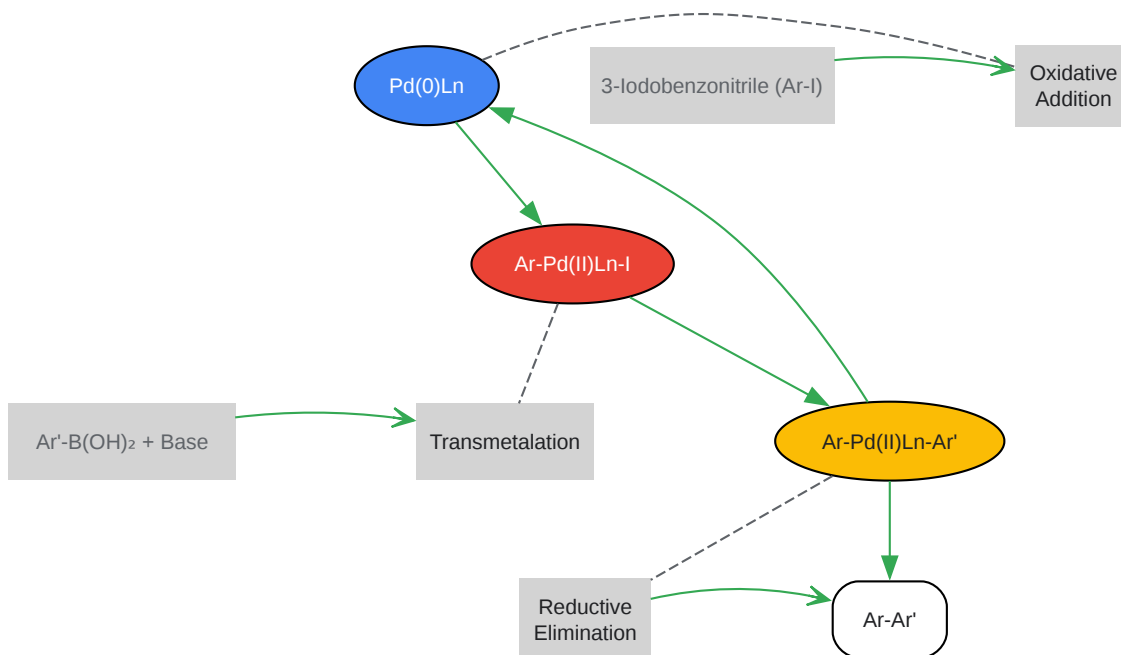 Pd(0)Ln
3-Iodobenzonitrile (Ar-I)
Oxidative
Addition
Ar-Pd(II)Ln-I
Ar'-B(OH)₂ + Base
Transmetalation
Ar-Pd(II)Ln-Ar'
Reductive
Elimination
Ar-Ar'